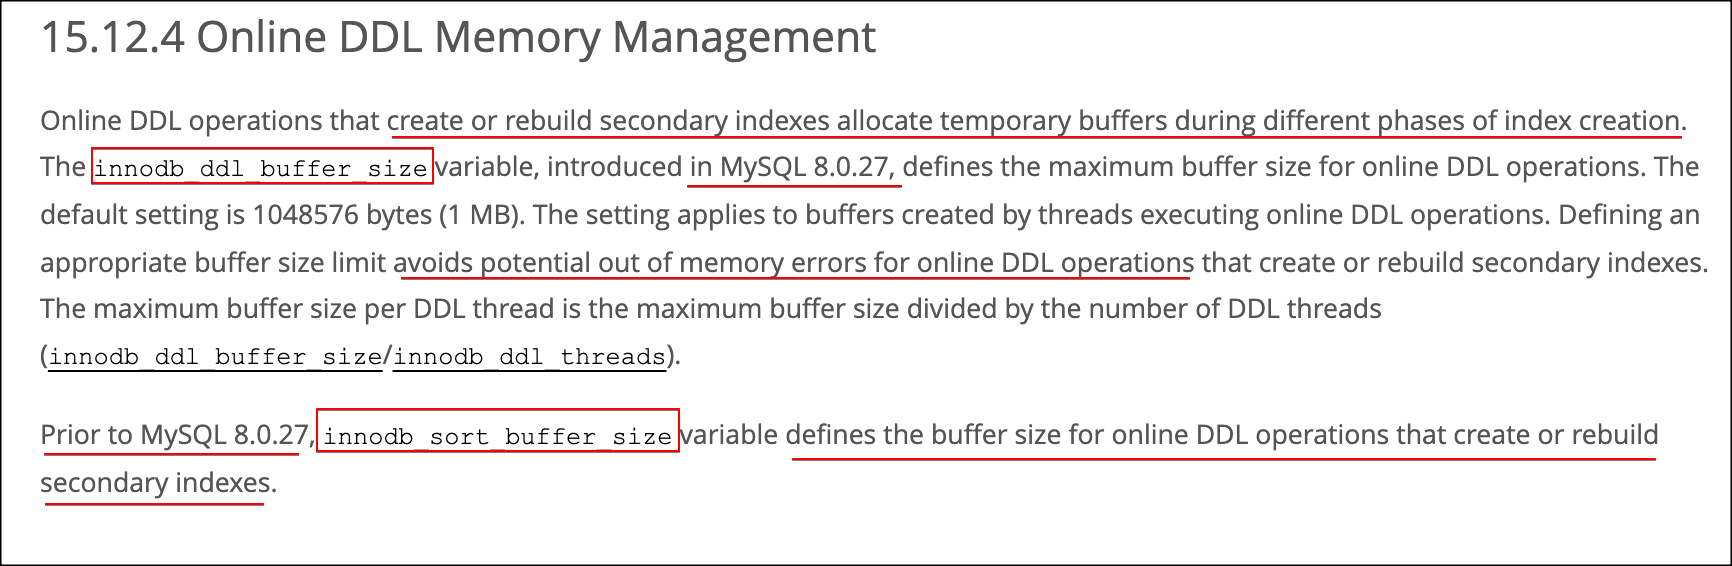 15.12.4 Online DDL Memory Management
Online DDL operations that create or rebuild secondary indexes allocate temporary buffers during different phases of index creation.
The innodb_ddl_buffer_size variable, introduced in MySQL 8.0.27, defines the maximum buffer size for online DDL operations. The
default setting is 1048576 bytes (1 MB). The setting applies to buffers created by threads executing online DDL operations. Defining an
appropriate buffer size limit avoids potential out of memory errors for online DDL operations that create or rebuild secondary indexes.
The maximum buffer size per DDL thread is the maximum buffer size divided by the number of DDL threads
(innodb_ddl_buffer_size/innodb_ddl_threads).
Prior to MySQL 8.0.27, innodb_sort_buffer_size variable defines the buffer size for online DDL operations that create or rebuild
secondary indexes.